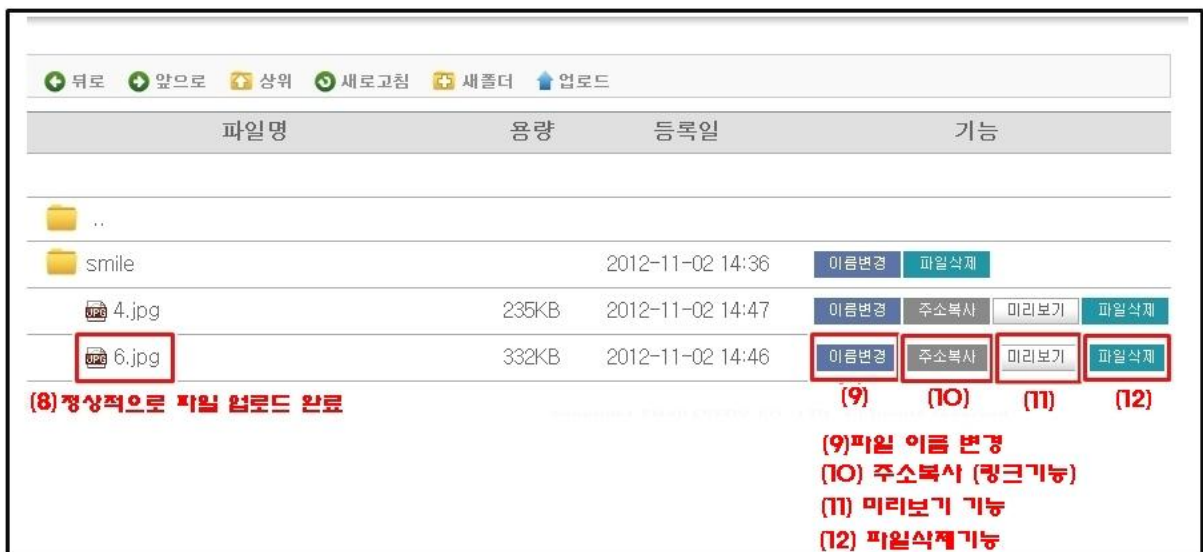 뒤로 앞으로 상위 새로고침 새폴더 업로드
파일명 용량 등록일 기능
..
smile 2012-11-02 14:36 이름변경 파일삭제
JPG 4.jpg 235KB 2012-11-02 14:47 이름변경 주소복사 미리보기 파일삭제
JPG 6.jpg 332KB 2012-11-02 14:46 이름변경 주소복사 미리보기 파일삭제
(8) 정상적으로 파일 업로드 완료 (9) (10) (11) (12)
(9)파일 이름 변경
(10) 주소복사 (링크기능)
(11) 미리보기 기능
(12) 파일삭제기능